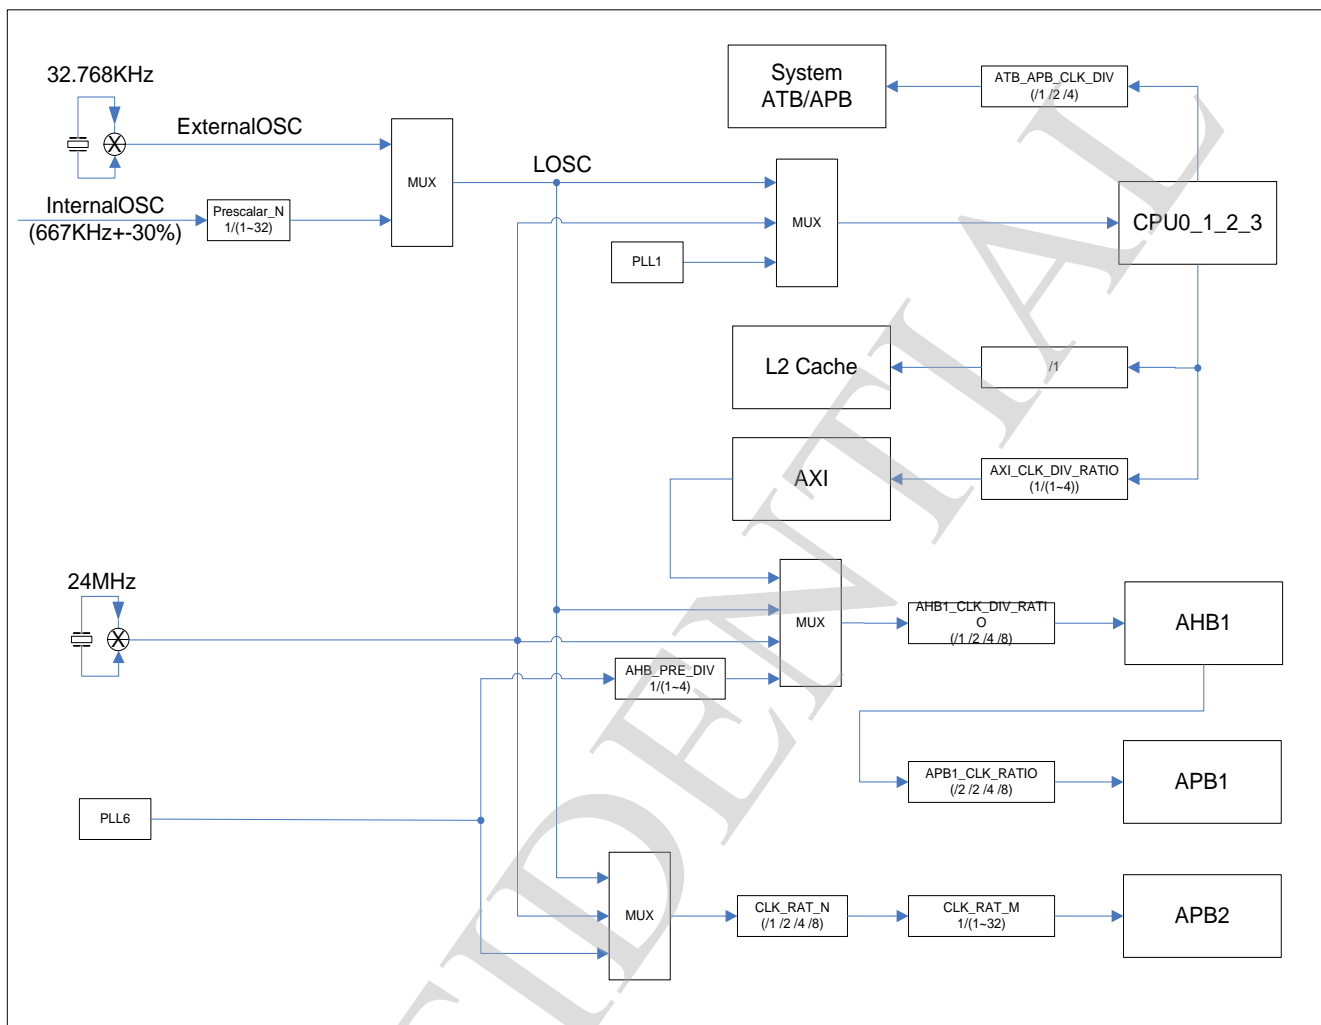 32.768KHz
ExternalOSC
InternalOSC
(667KHz+-30%)
Prescalar_N
1/(1~32)
MUX
LOSC
PLL1
MUX
System
ATB/APB
ATB_APB_CLK_DIV
(/1 /2 /4)
CPU0_1_2_3
L2 Cache
/1
AXI
AXI_CLK_DIV_RATIO
(1/(1~4))
24MHz
MUX
AHB_PRE_DIV
1/(1~4)
AHB1_CLK_DIV_RATI
O
(/1 /2 /4 /8)
AHB1
APB1_CLK_RATIO
(/2 /2 /4 /8)
APB1
PLL6
MUX
CLK_RAT_N
(/1 /2 /4 /8)
CLK_RAT_M
1/(1~32)
APB2
TIDENTIAL